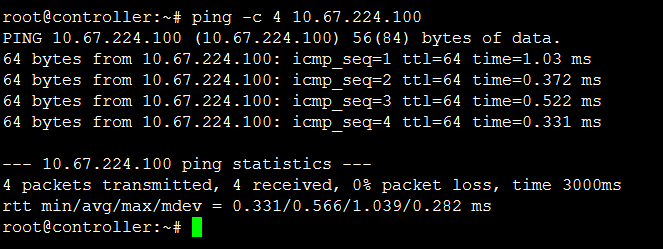 root@controller:~# ping -c 4 10.67.224.100
PING 10.67.224.100 (10.67.224.100) 56(84) bytes of data.
64 bytes from 10.67.224.100: icmp_seq=1 ttl=64 time=1.03 ms
64 bytes from 10.67.224.100: icmp_seq=2 ttl=64 time=0.372 ms
64 bytes from 10.67.224.100: icmp_seq=3 ttl=64 time=0.522 ms
64 bytes from 10.67.224.100: icmp_seq=4 ttl=64 time=0.331 ms

--- 10.67.224.100 ping statistics ---
4 packets transmitted, 4 received, 0% packet loss, time 3000ms
rtt min/avg/max/mdev = 0.331/0.566/1.039/0.282 ms
root@controller:~#